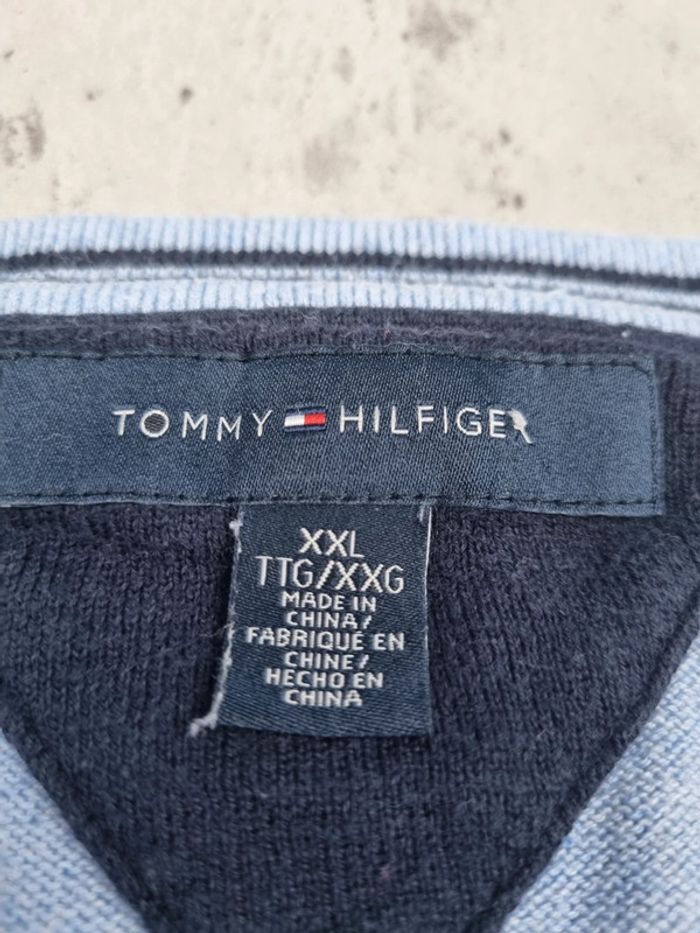 TOMMY HILFIGER
XXL
TTG/XXG
MADE IN
CHINA/
FABRIQUÉ EN
CHINE/
HECHO EN
CHINA